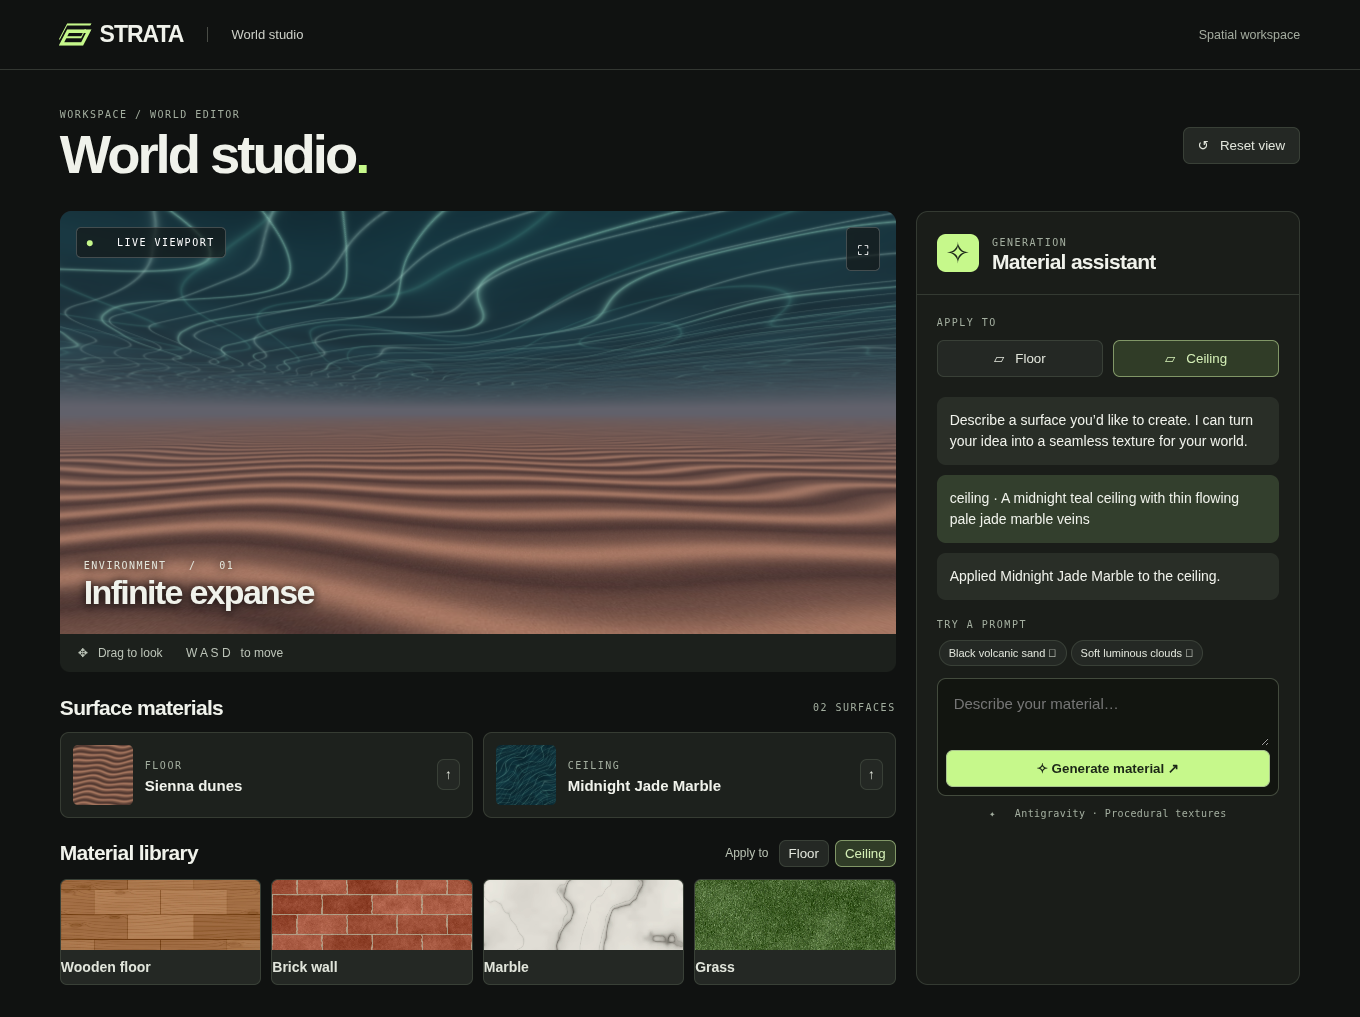 STRATA
World studio
Spatial workspace
WORKSPACE / WORLD EDITOR
World studio.
Reset view
LIVE VIEWPORT
ENVIRONMENT / 01
Infinite expanse
Drag to look
W A S D to move
GENERATION
Material assistant
APPLY TO
Floor
Ceiling
Describe a surface you’d like to create. I can turn
your idea into a seamless texture for your world.
ceiling · A midnight teal ceiling with thin flowing
pale jade marble veins
Applied Midnight Jade Marble to the ceiling.
TRY A PROMPT
Black volcanic sand
Soft luminous clouds
Describe your material…
Generate material ↗
Antigravity · Procedural textures
Surface materials
02 SURFACES
FLOOR
Sienna dunes
↑
CEILING
Midnight Jade Marble
↑
Material library
Apply to
Floor
Ceiling
Wooden floor
Brick wall
Marble
Grass